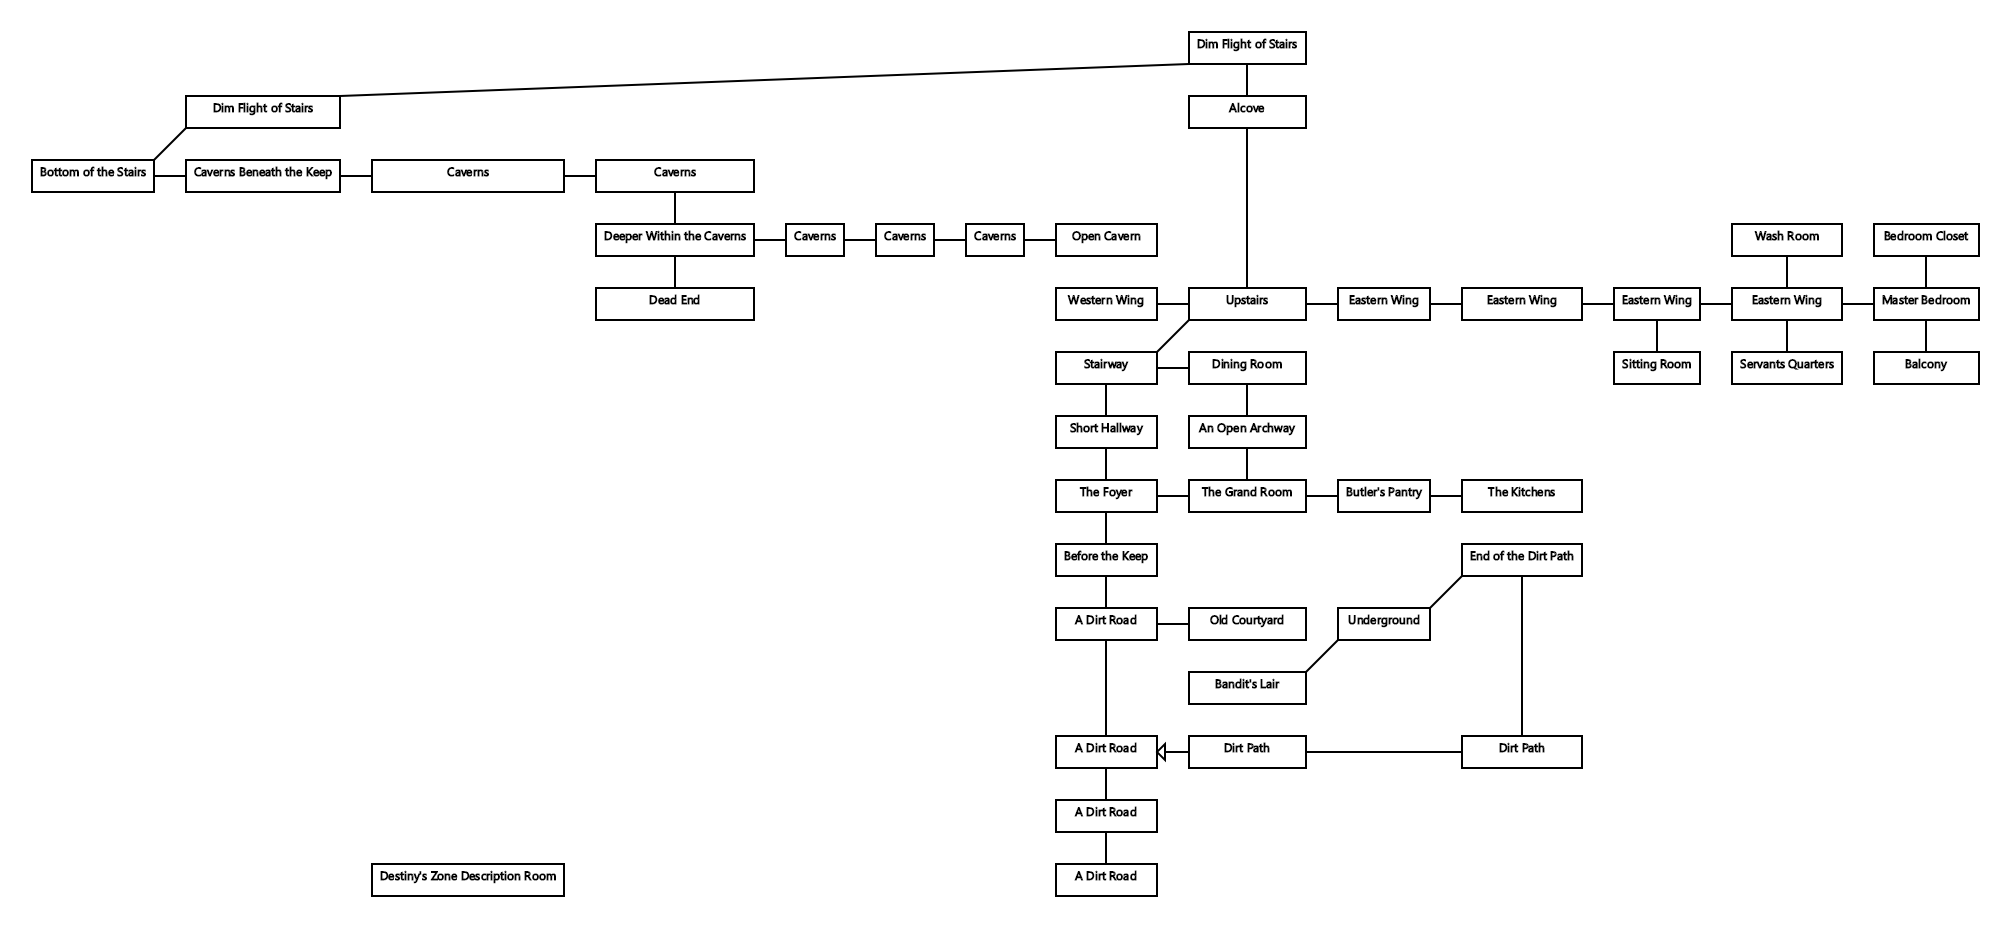 Dim Flight of Stairs
Dim Flight of Stairs
Alcove
Bottom of the Stairs
Caverns Beneath the Keep
Caverns
Caverns
Deeper Within the Caverns
Caverns
Caverns
Caverns
Open Cavern
Wash Room
Bedroom Closet
Dead End
Western Wing
Upstairs
Eastern Wing
Eastern Wing
Eastern Wing
Eastern Wing
Master Bedroom
Stairway
Dining Room
Sitting Room
Servants Quarters
Balcony
Short Hallway
An Open Archway
The Foyer
The Grand Room
Butler's Pantry
The Kitchens
Before the Keep
End of the Dirt Path
A Dirt Road
Old Courtyard
Underground
Bandit's Lair
A Dirt Road
Dirt Path
Dirt Path
A Dirt Road
Destiny's Zone Description Room
A Dirt Road